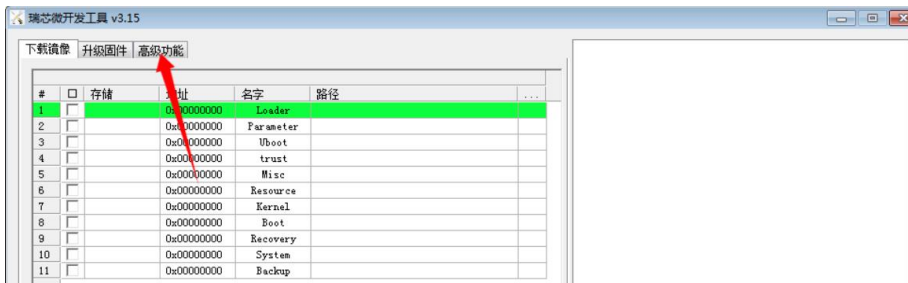 瑞芯微开发工具 v3.15
下载镜像 升级固件 高级功能
# 存储 地址 名字 路径 ...
1 0x00000000 Loader
2 0x00000000 Parameter
3 0x00000000 Uboot
4 0x00000000 trust
5 0x00000000 Misc
6 0x00000000 Resource
7 0x00000000 Kernel
8 0x00000000 Boot
9 0x00000000 Recovery
10 0x00000000 System
11 0x00000000 Backup